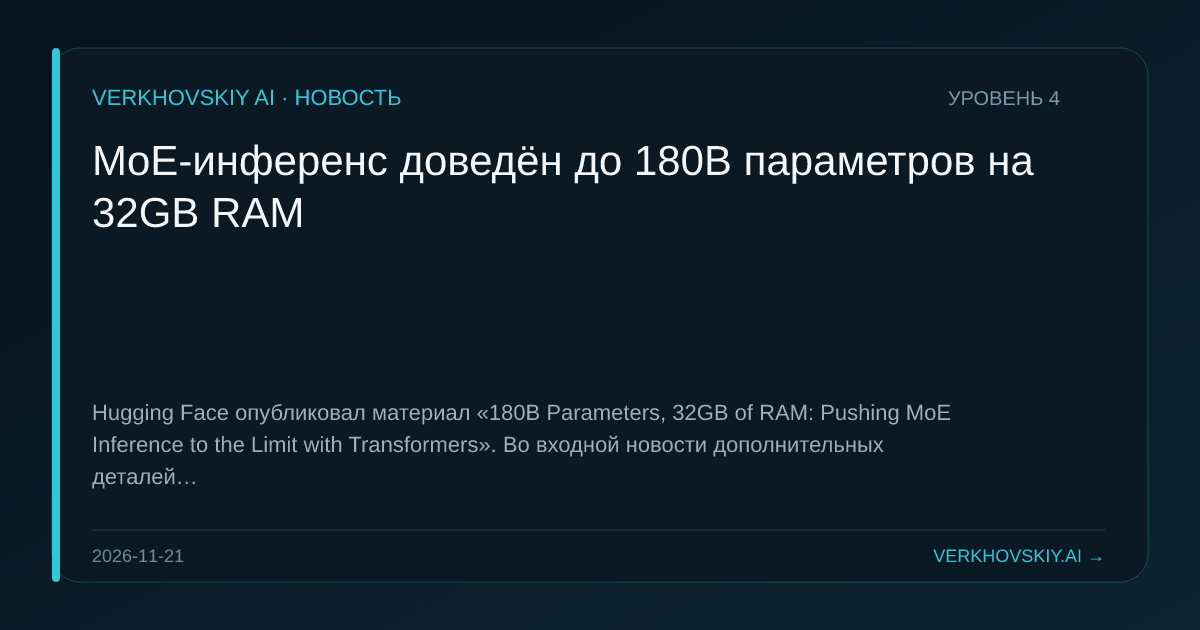 VERKHOVSKIY AI · НОВОСТЬ
УРОВЕНЬ 4
MoE-инференс доведён до 180B параметров на
32GB RAM
Hugging Face опубликовал материал «180B Parameters, 32GB of RAM: Pushing MoE
Inference to the Limit with Transformers». Во входной новости дополнительных
деталей…
2026-11-21
VERKHOVSKIY.AI →